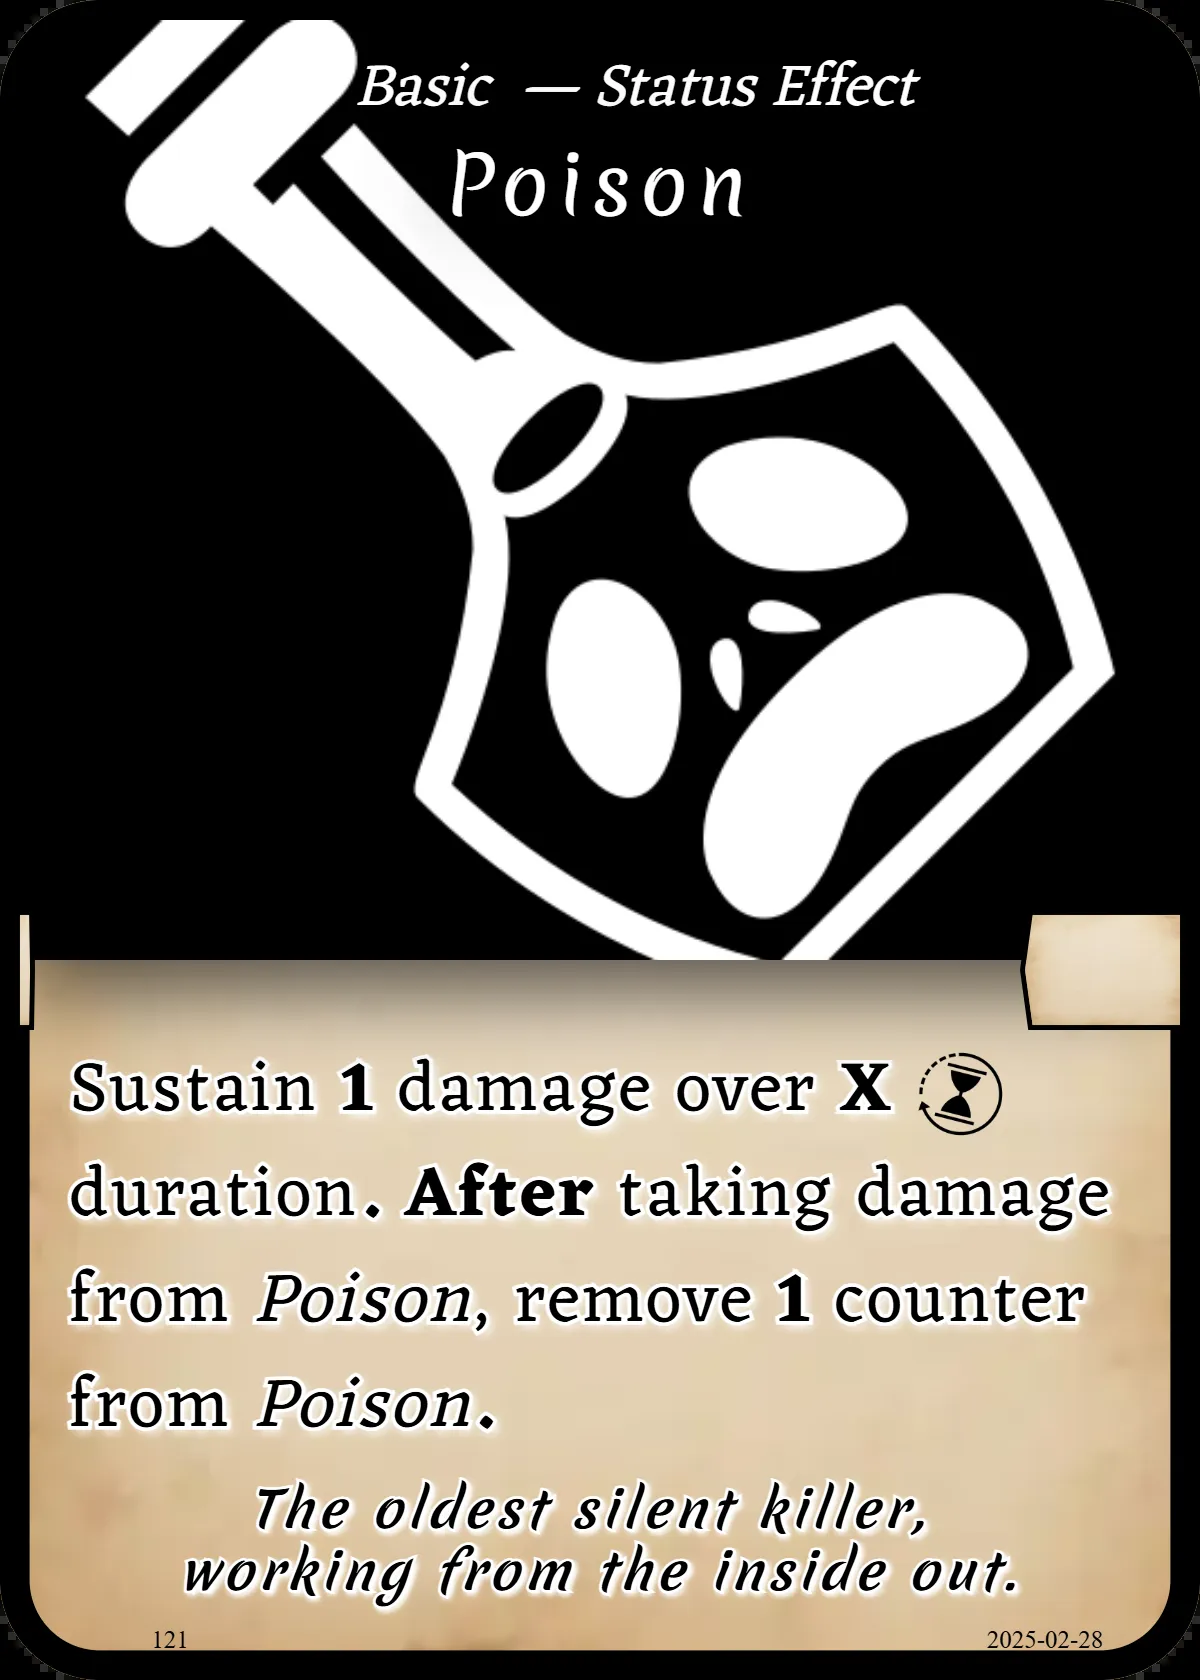 Basic — Status Effect
Poison
Sustain 1 damage over X
duration. After taking damage
from Poison, remove 1 counter
from Poison.
The oldest silent killer,
working from the inside out.
121
2025-02-28